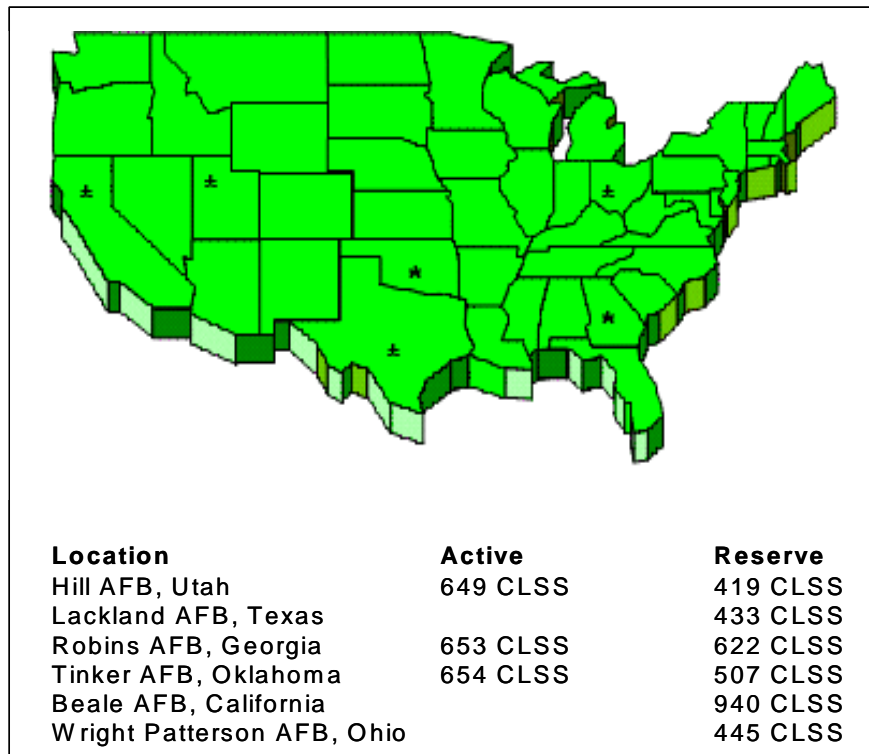 ±
±
±
*
*
±
Location Active Reserve
Hill AFB, Utah 649 CLSS 419 CLSS
Lackland AFB, Texas 433 CLSS
Robins AFB, Georgia 653 CLSS 622 CLSS
Tinker AFB, Oklahoma 654 CLSS 507 CLSS
Beale AFB, California 940 CLSS
Wright Patterson AFB, Ohio 445 CLSS